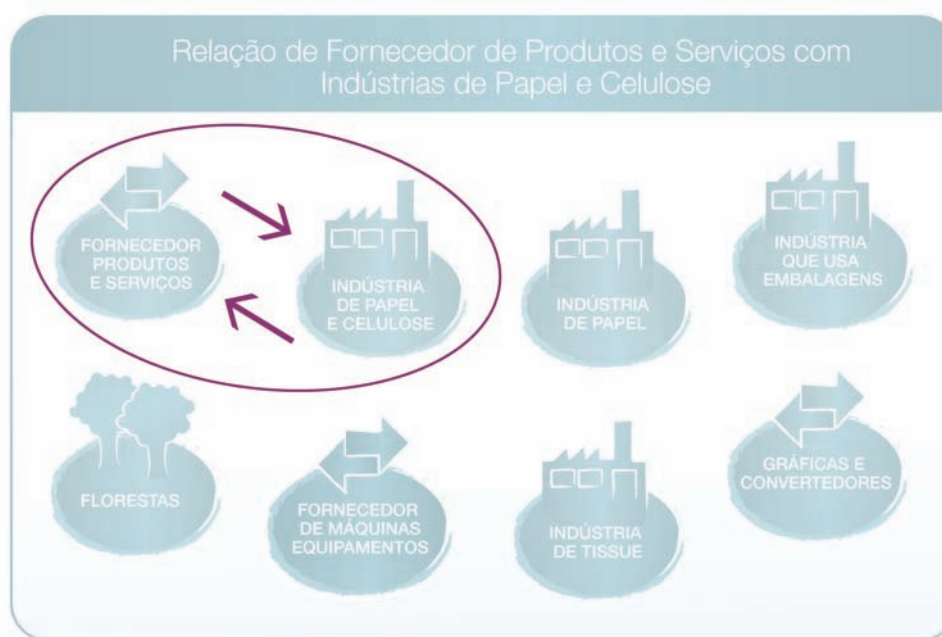 Relação de Fornecedor de Produtos e Serviços com
Indústrias de Papel e Celulose
FORNECEDOR
PRODUTOS
E SERVIÇOS
INDÚSTRIA
DE PAPEL
E CELULOSE
INDÚSTRIA
DE PAPEL
INDÚSTRIA
QUE USA
EMBALAGENS
FLORESTAS
FORNECEDOR
DE MÁQUINAS
EQUIPAMENTOS
INDÚSTRIA
DE TISSUE
GRÁFICAS E
CONVERTEDORES